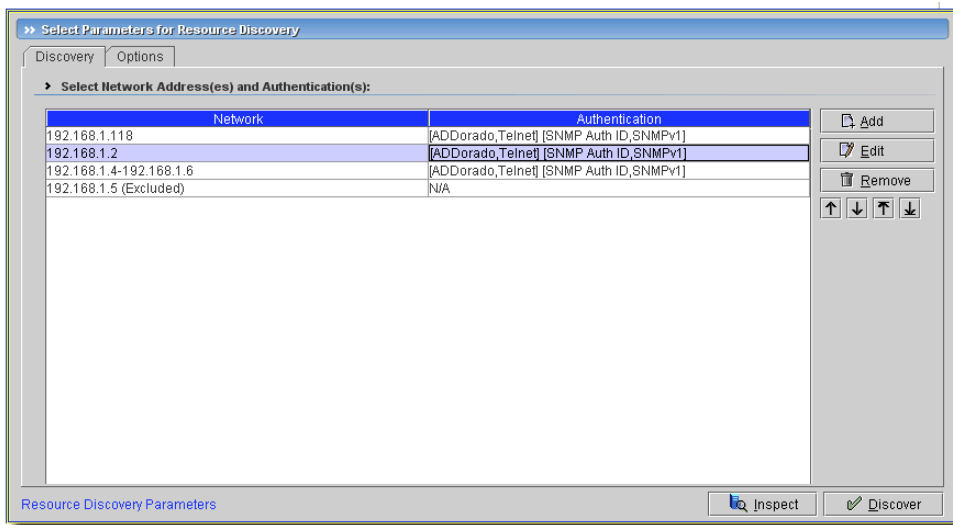 >> Select Parameters for Resource Discovery
Discovery Options
> Select Network Address(es) and Authentication(s):
Network Authentication
192.168.1.118 [ADDorado,Telnet] [SNMP Auth ID,SNMPv1]
192.168.1.2 [ADDorado,Telnet] [SNMP Auth ID,SNMPv1]
192.168.1.4-192.168.1.6 [ADDorado,Telnet] [SNMP Auth ID,SNMPv1]
192.168.1.5 (Excluded) N/A
Add
Edit
Remove
Resource Discovery Parameters
Inspect Discover